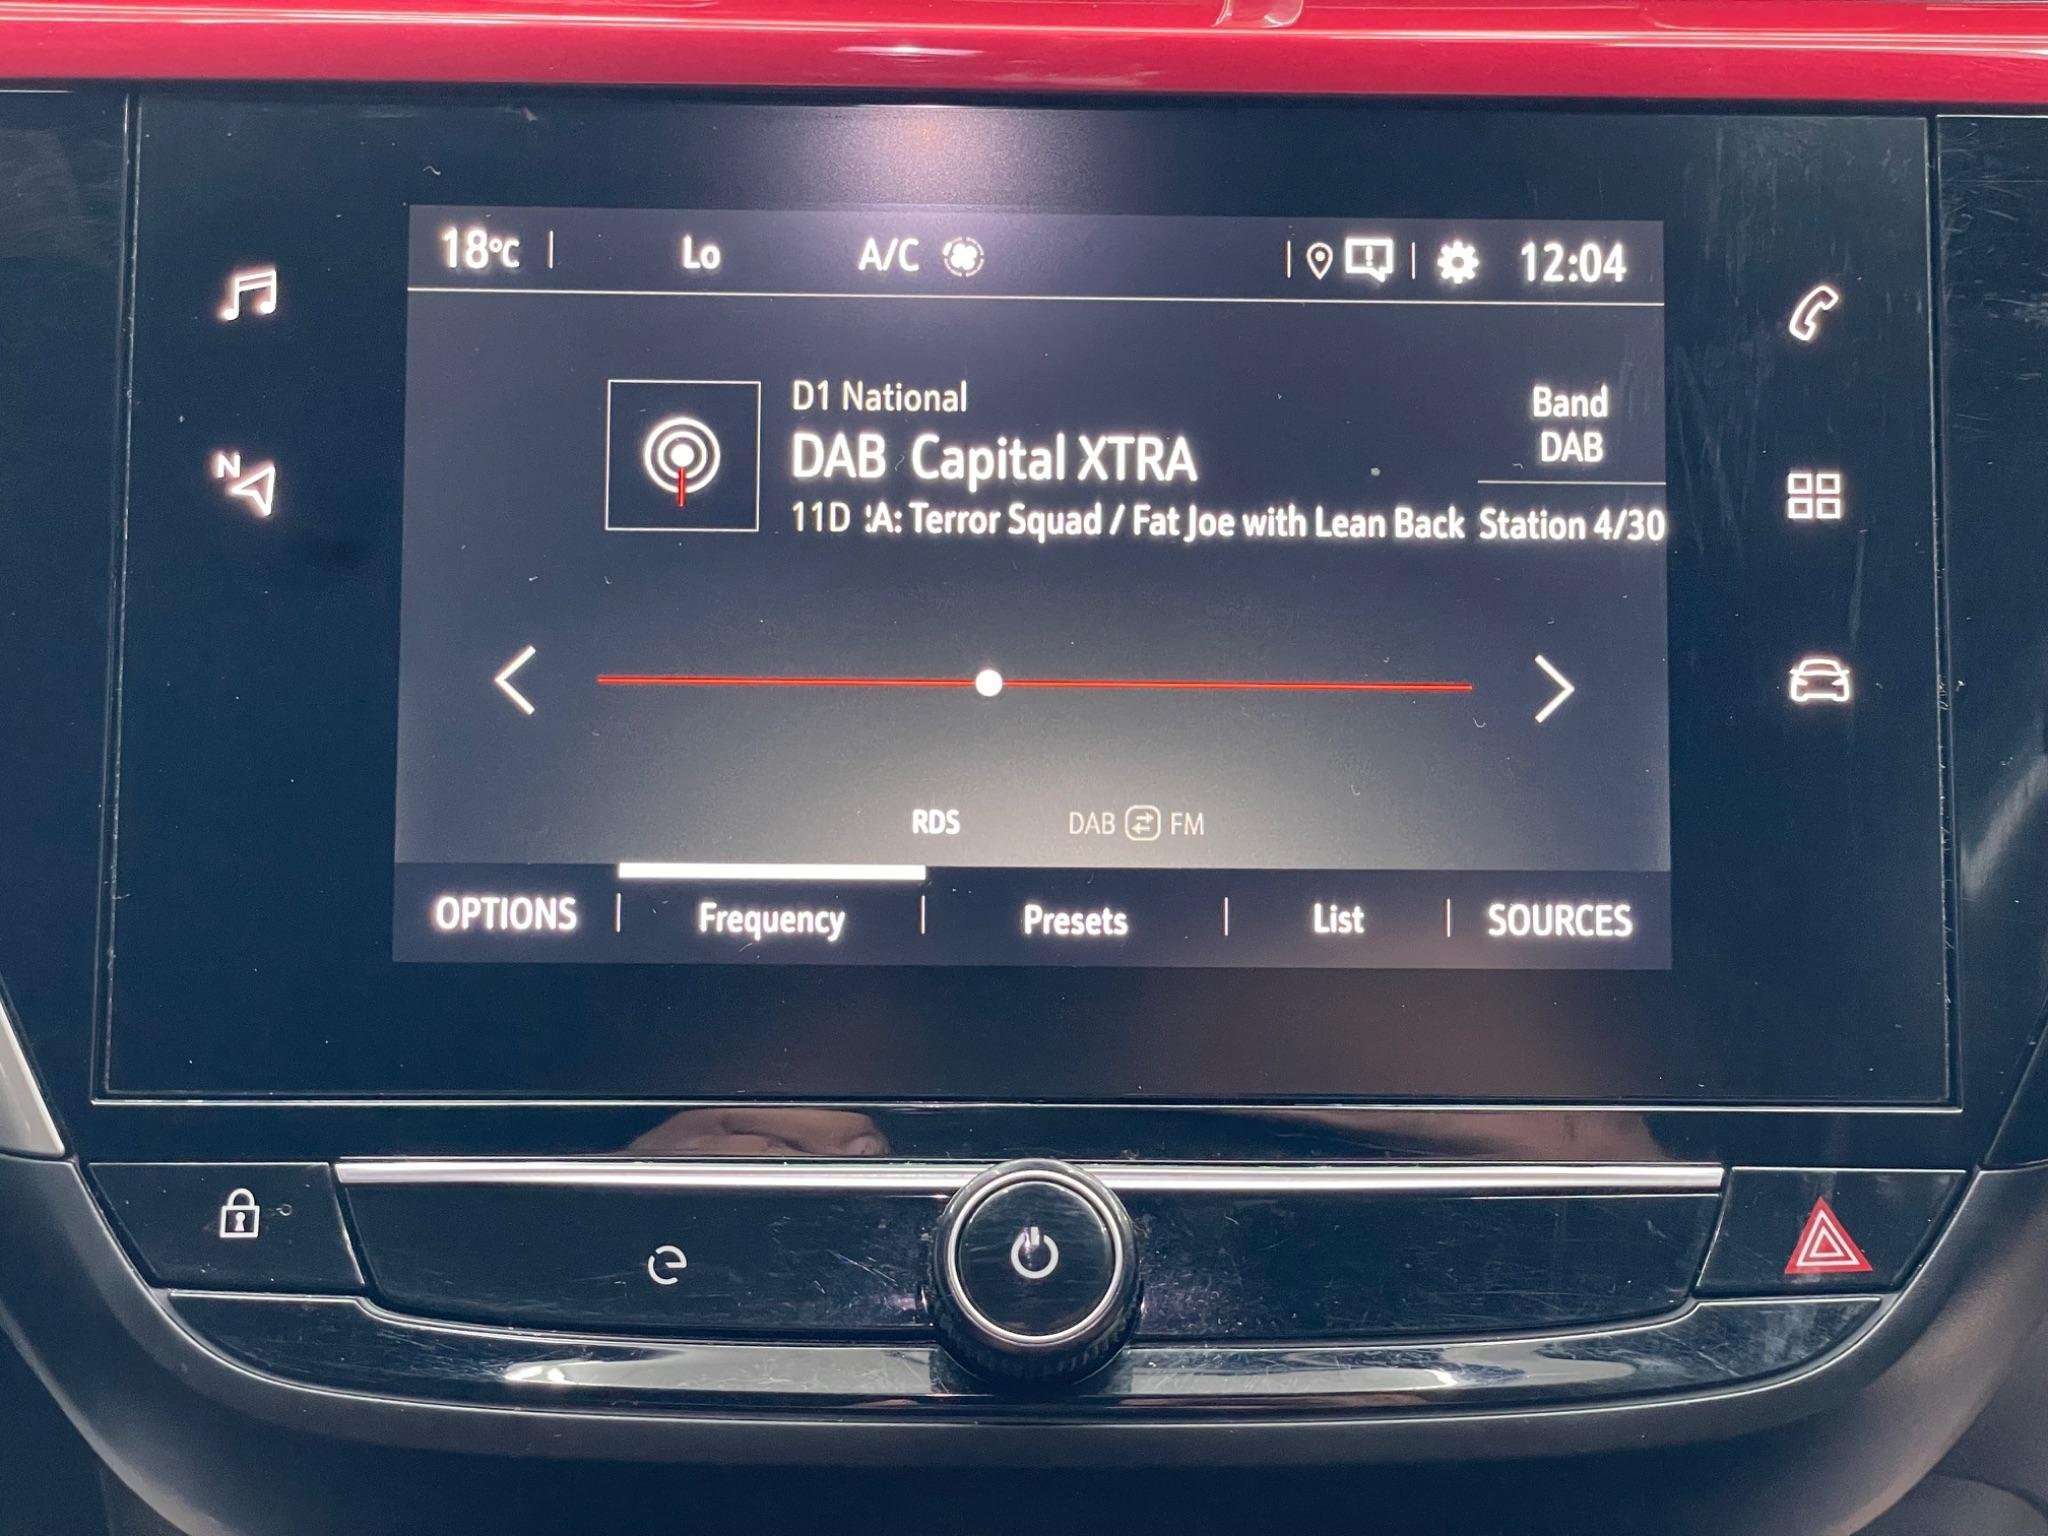 18°C Lo A/C 12:04
N
D1 National
DAB Capital XTRA
11D :A: Terror Squad / Fat Joe with Lean Back
Band
DAB
Station 4/30
RDS DAB FM
OPTIONS Frequency Presets List SOURCES